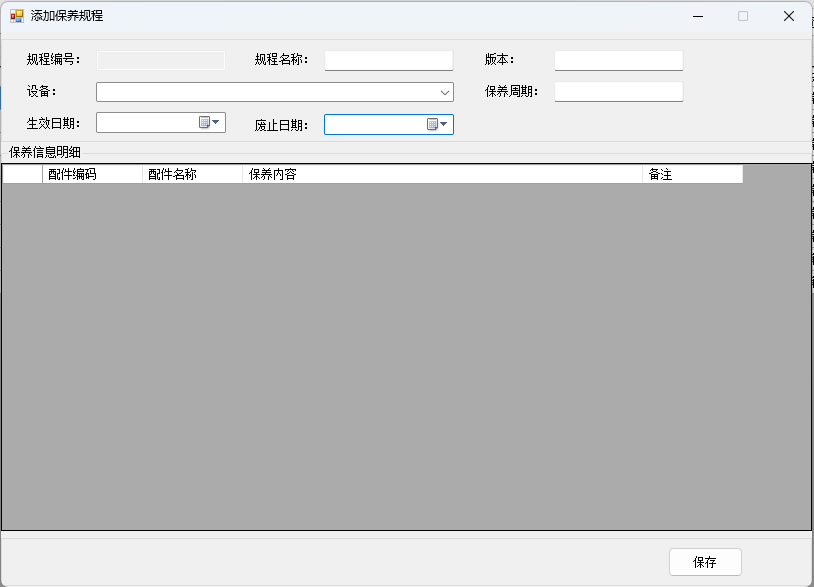 添加保养规程
规程编号： 规程名称： 版本：
设备： 保养周期：
生效日期： 废止日期：
保养信息明细
配件编码 配件名称 保养内容 备注
保存